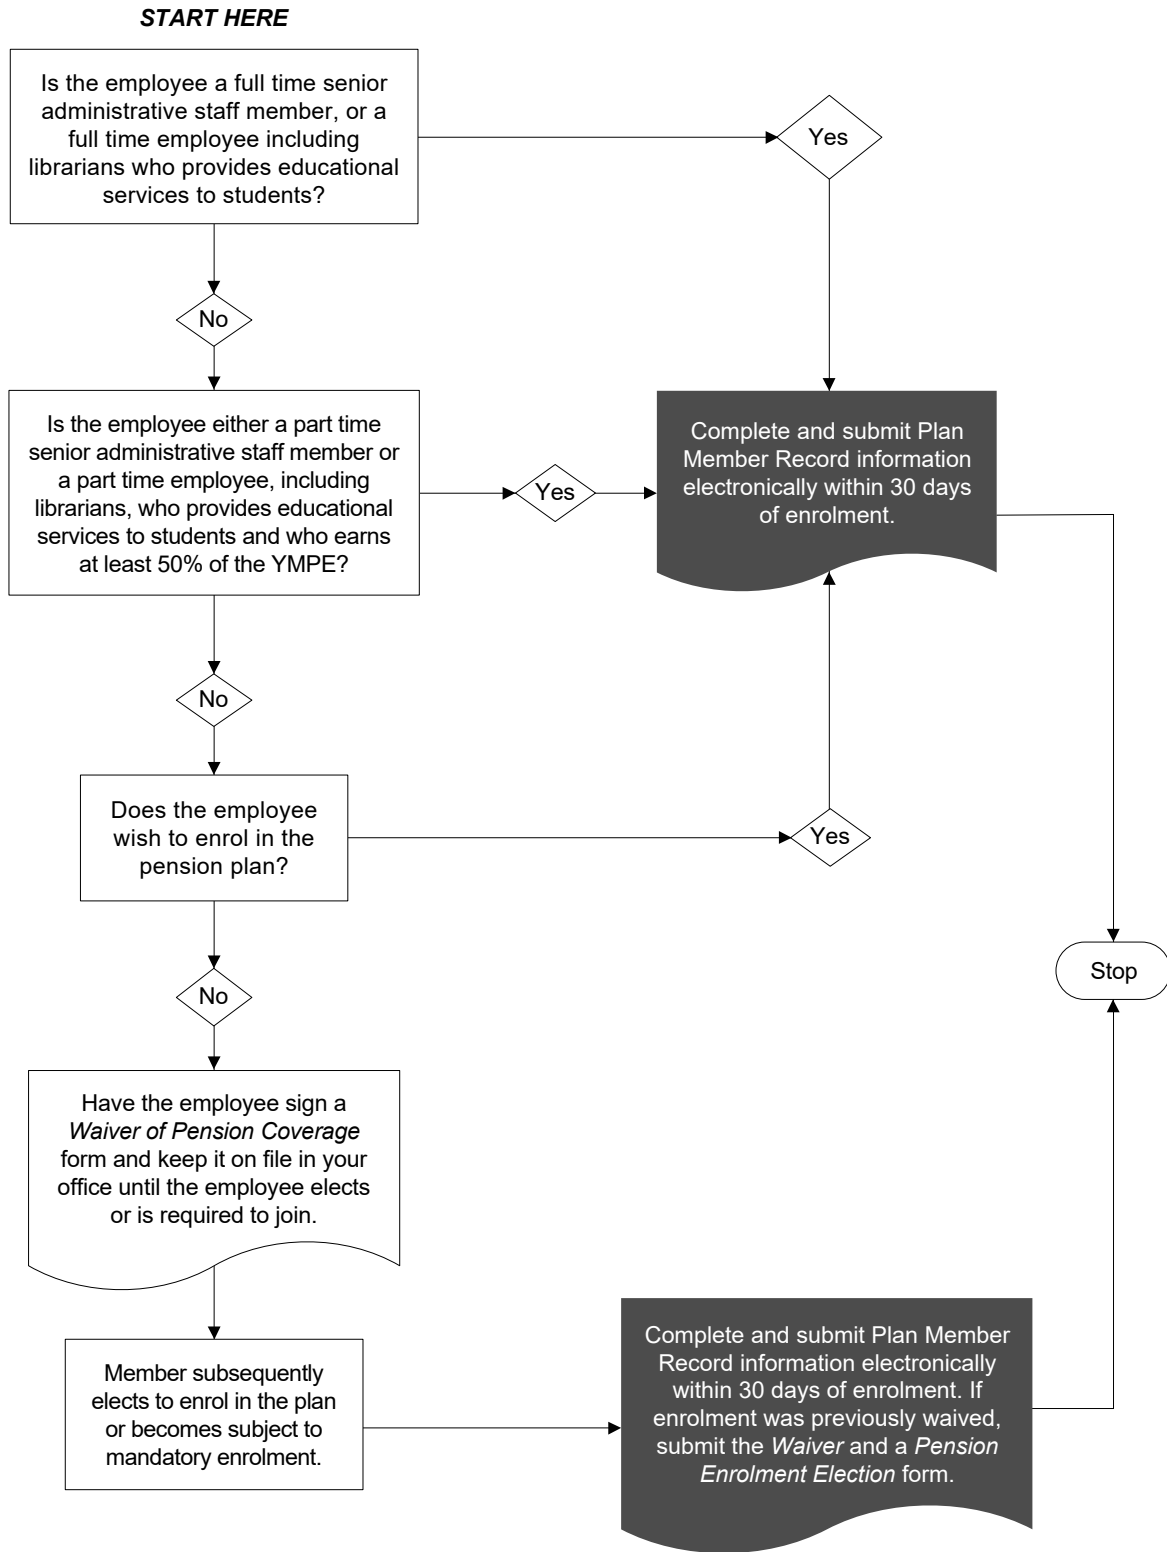 START HERE
Is the employee a full time senior
administrative staff member, or a
full time employee including
librarians who provides educational
services to students?
Yes
No
Is the employee either a part time
senior administrative staff member or
a part time employee, including
librarians, who provides educational
services to students and who earns
at least 50% of the YMPE?
Yes
Complete and submit Plan
Member Record information
electronically within 30 days
of enrolment.
No
Does the employee
wish to enrol in the
pension plan?
Yes
No
Stop
Have the employee sign a
Waiver of Pension Coverage
form and keep it on file in your
office until the employee elects
or is required to join.
Member subsequently
elects to enrol in the plan
or becomes subject to
mandatory enrolment.
Complete and submit Plan Member
Record information electronically
within 30 days of enrolment. If
enrolment was previously waived,
submit the Waiver and a Pension
Enrolment Election form.